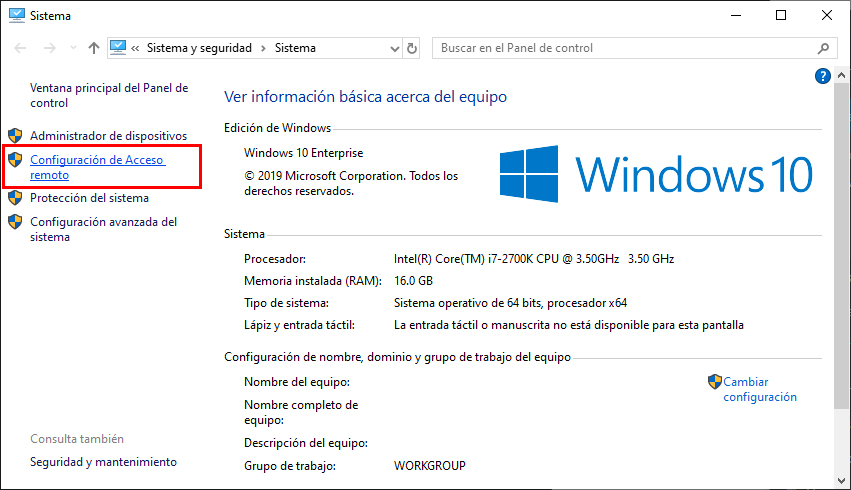 Sistema
« Sistema y seguridad > Sistema
Buscar en el Panel de control
Ventana principal del Panel de
control
Administrador de dispositivos
Configuración de Acceso
remoto
Protección del sistema
Configuración avanzada del
sistema
Consulta también
Seguridad y mantenimiento
?
Ver información básica acerca del equipo
Edición de Windows
Windows 10 Enterprise
© 2019 Microsoft Corporation. Todos los
derechos reservados.
Windows 10
Sistema
Procesador: Intel(R) Core(TM) i7-2700K CPU @ 3.50GHz 3.50 GHz
Memoria instalada (RAM): 16.0 GB
Tipo de sistema: Sistema operativo de 64 bits, procesador x64
Lápiz y entrada táctil: La entrada táctil o manuscrita no está disponible para esta pantalla
Configuración de nombre, dominio y grupo de trabajo del equipo
Nombre del equipo:
Cambiar
configuración
Nombre completo de
equipo:
Descripción del equipo:
Grupo de trabajo: WORKGROUP